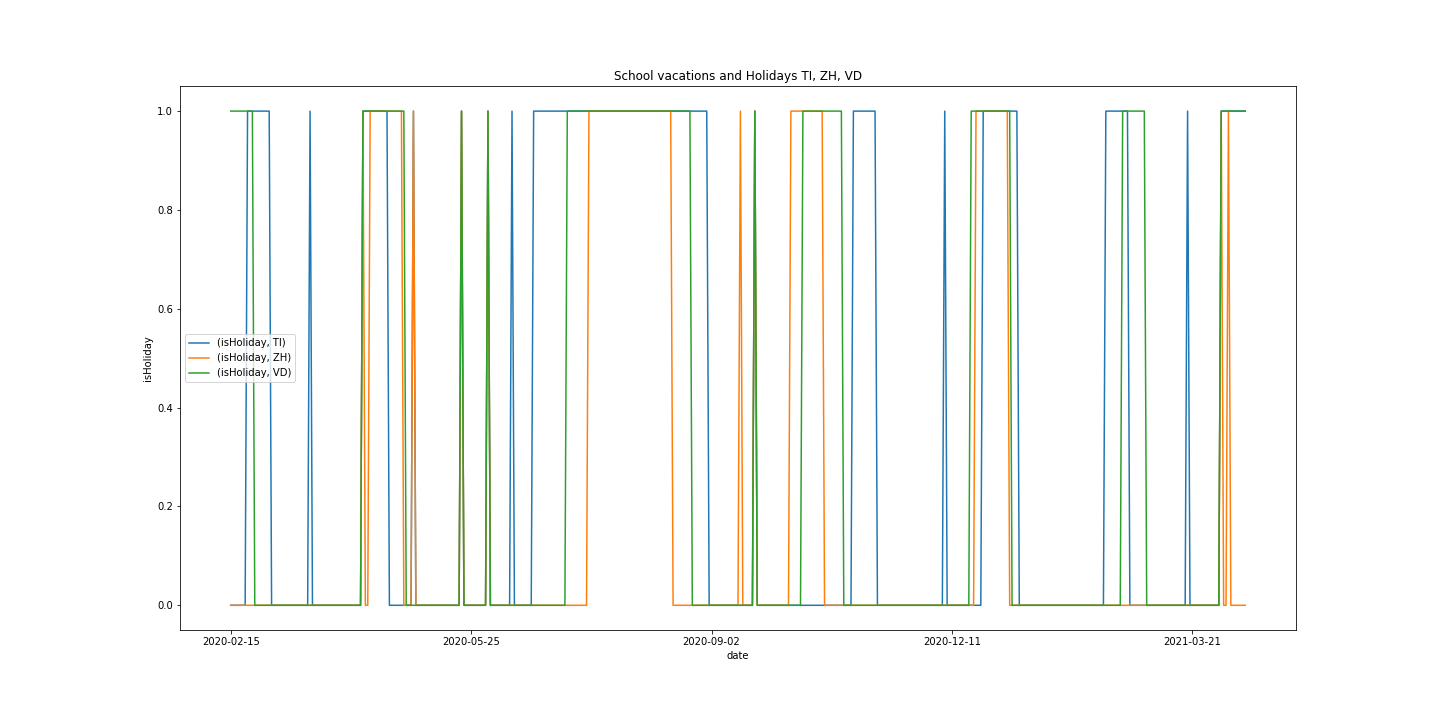 School vacations and Holidays TI, ZH, VD
1.0
0.8
0.6
0.4
0.2
0.0
isHoliday
(isHoliday, TI)
(isHoliday, ZH)
(isHoliday, VD)
2020-02-15 2020-05-25 2020-09-02 2020-12-11 2021-03-21
date